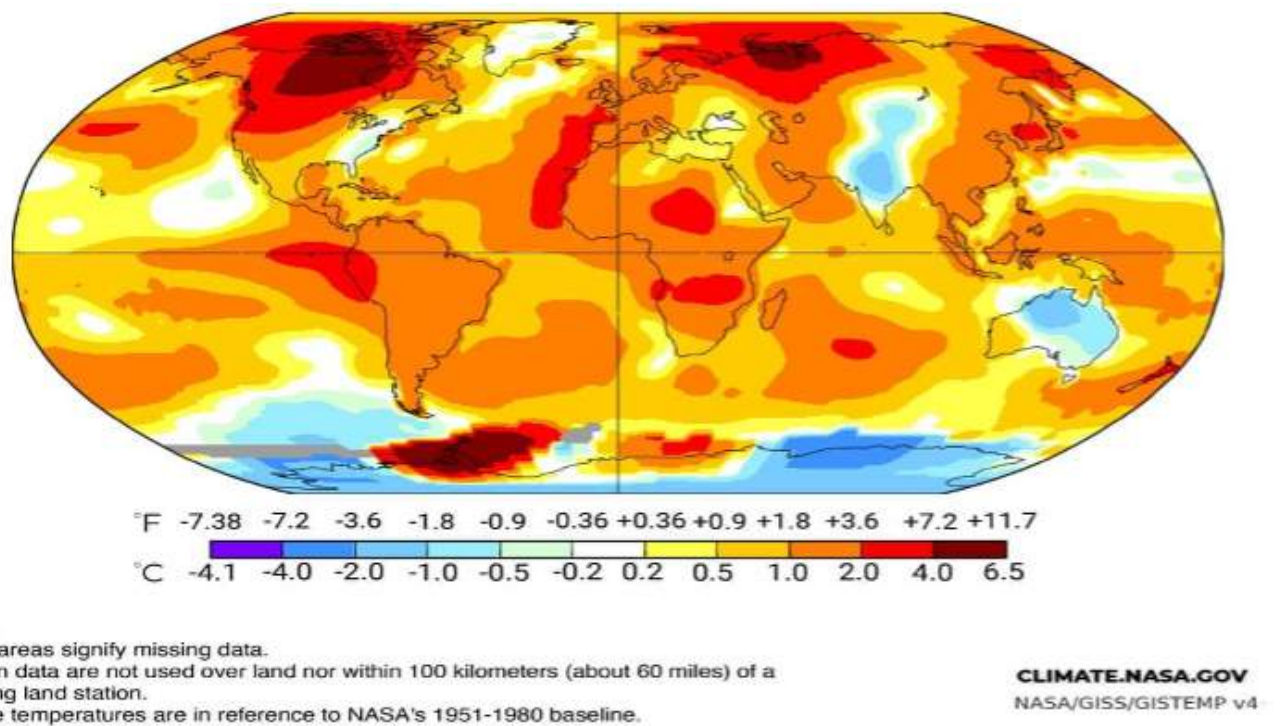 °F -7.38 -7.2 -3.6 -1.8 -0.9 -0.36 +0.36 +0.9 +1.8 +3.6 +7.2 +11.7
°C -4.1 -4.0 -2.0 -1.0 -0.5 -0.2 0.2 0.5 1.0 2.0 4.0 6.5
areas signify missing data.
data are not used over land nor within 100 kilometers (about 60 miles) of a
land station.
temperatures are in reference to NASA's 1951-1980 baseline.
CLIMATE.NASA.GOV
NASA/GISS/GISTEMP v4